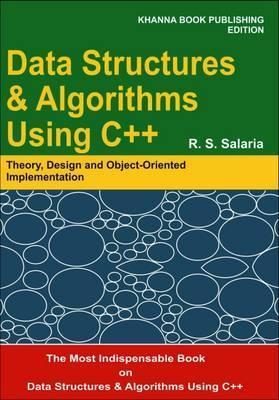 KHANNA BOOK PUBLISHING
EDITION
Data Structures
& Algorithms
Using C++
R. S. Salaria
Theory, Design and Object-Oriented
Implementation
The Most Indispensable Book
on
Data Structures & Algorithms Using C++